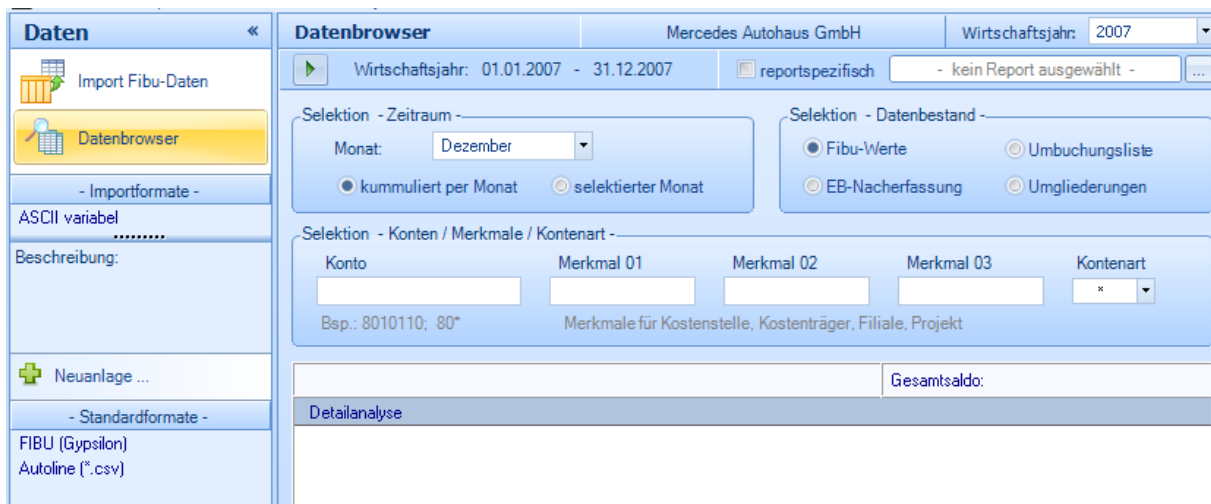 Daten «
Import Fibu-Daten
Datenbrowser
- Importformate -
ASCII variabel
Beschreibung:
Neuanlage ...
- Standardformate -
FIBU (Gypsilon)
Autoline (*.csv)
Datenbrowser Mercedes Autohaus GmbH Wirtschaftsjahr: 2007
Wirtschaftsjahr: 01.01.2007 - 31.12.2007 reportspezifisch - kein Report ausgewählt - ...
Selektion - Zeitraum -
Monat: Dezember
kummuliert per Monat selektierter Monat
Selektion - Datenbestand -
Fibu-Werte Umbuchungsliste
EB-Nacherfassung Umgliederungen
Selektion - Konten / Merkmale / Kontenart -
Konto Merkmal 01 Merkmal 02 Merkmal 03 Kontenart
*
Bsp.: 8010110; 80* Merkmale für Kostenstelle, Kostenträger, Filiale, Projekt
Gesamtsaldo:
Detailanalyse